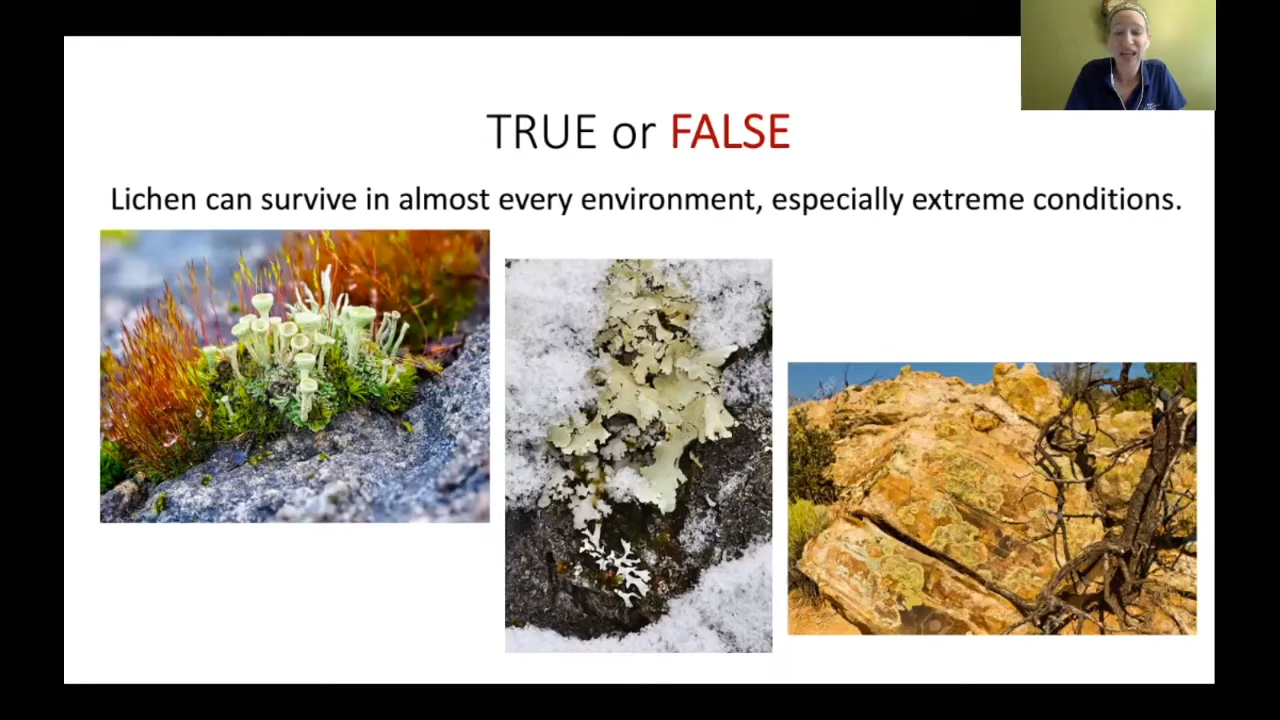 TRUE or FALSE
Lichen can survive in almost every environment, especially extreme conditions.